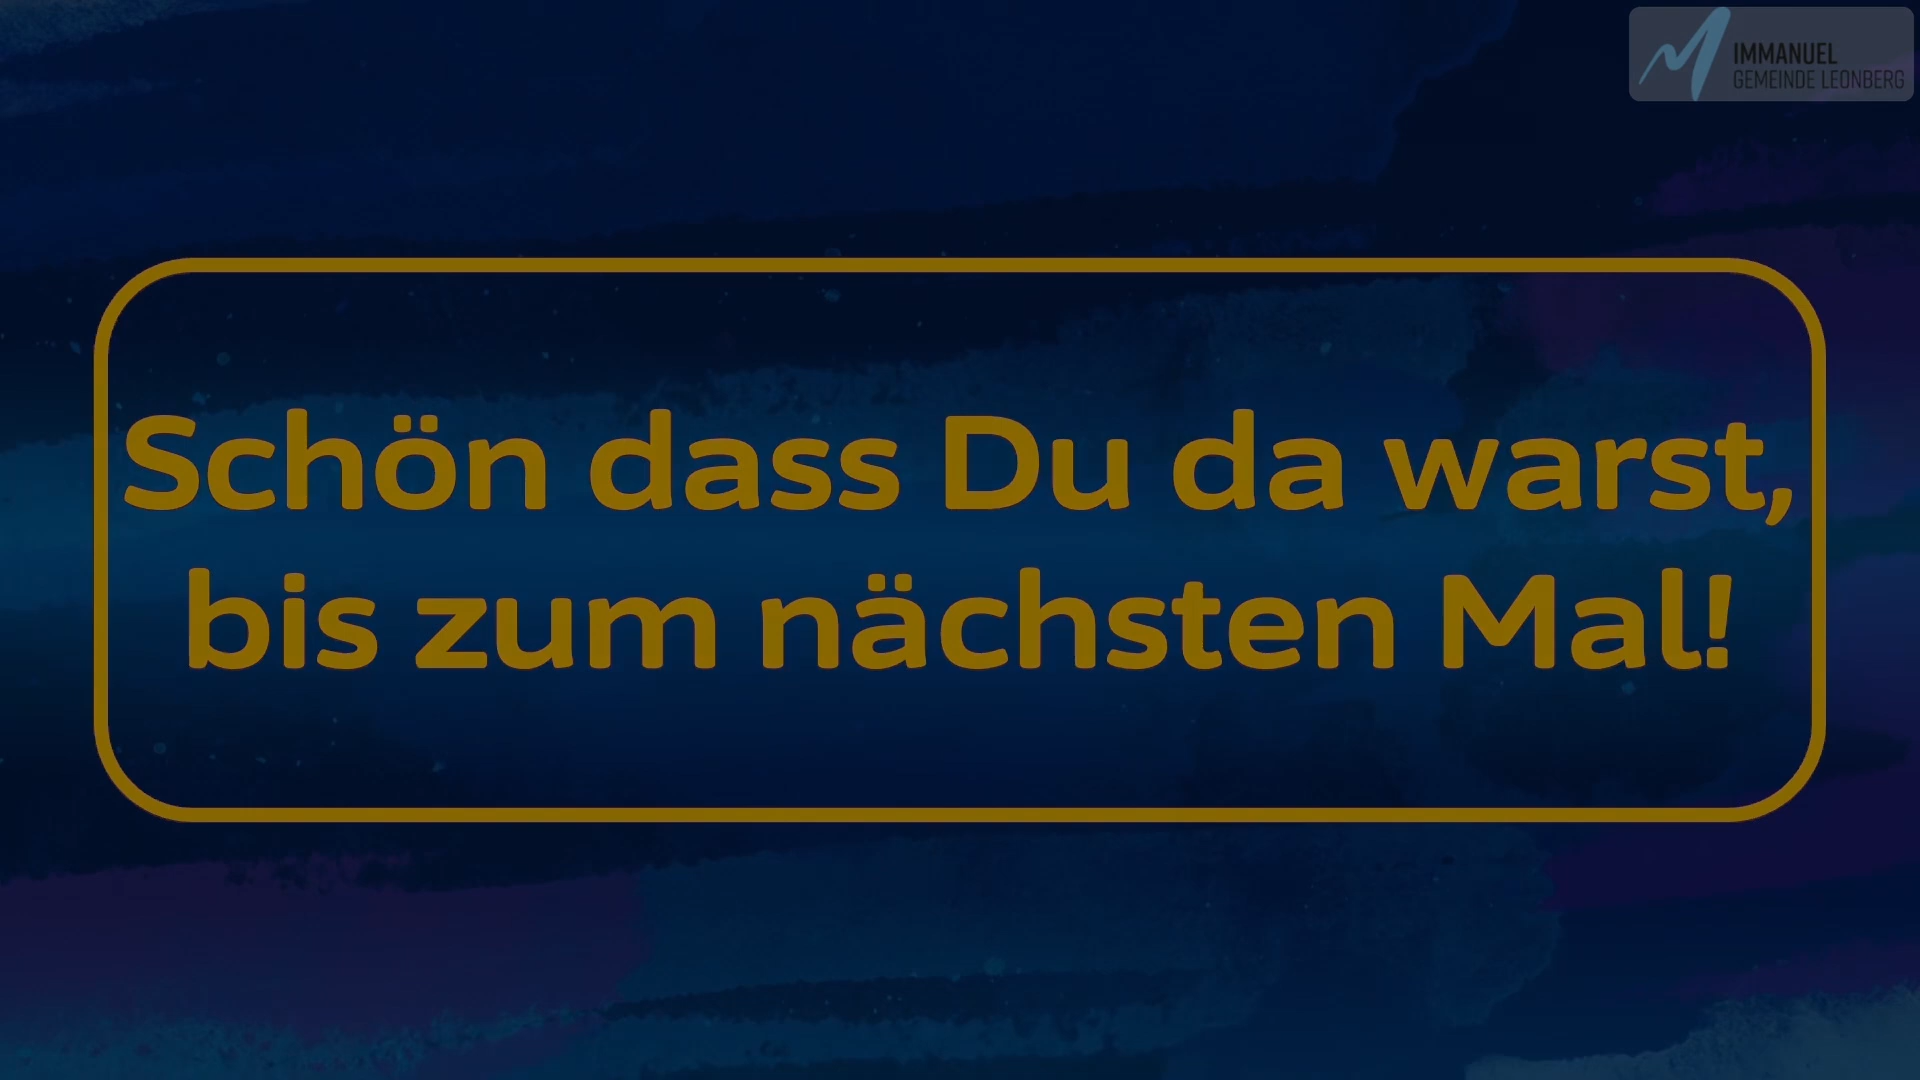 IMMANUEL
GEMEINDE LEONBERG
Schön dass Du da warst,
bis zum nächsten Mal!